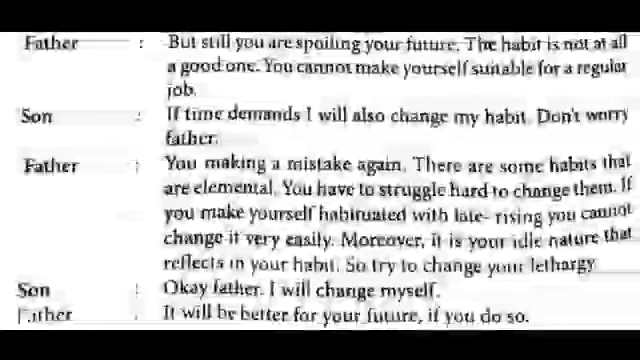 Father : But still you are spoiling your future. The habit is not at all
a good one. You cannot make yourself suitable for a regular
job.
Son : If time demands I will also change my habit. Don't worry
father.
Father : You making a mistake again. There are some habits that
are elemental. You have to struggle hard to change them. If
you make yourself habituated with late- rising you cannot
change it very easily. Moreover, it is your idle nature that
reflects in your habit. So try to change your lethargy
Son : Okay father. I will change myself.
Father : It will be better for your future, if you do so.